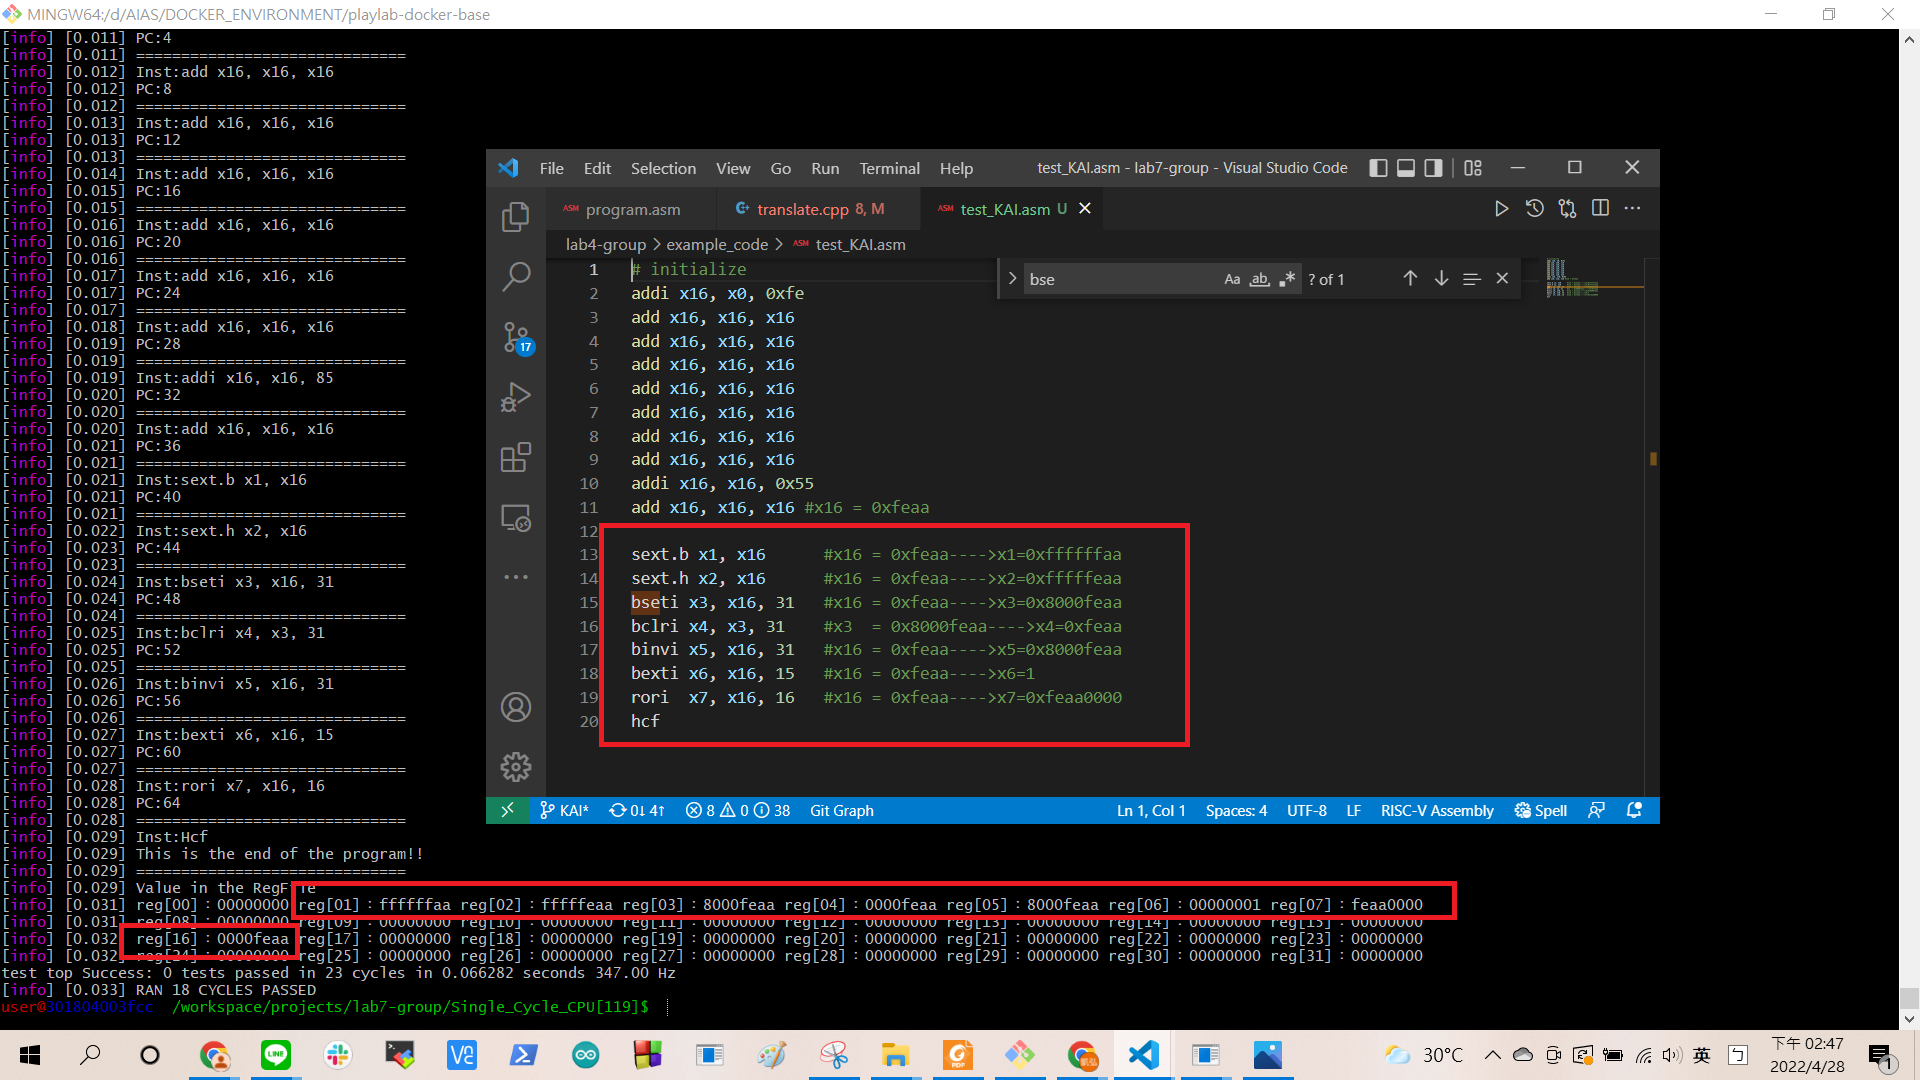 MINGW64:/d/AIAS/DOCKER_ENVIRONMENT/playlab-docker-base
[info] [0.011] PC:4
[info] [0.011] ==============================
[info] [0.012] Inst:add x16, x16, x16
[info] [0.012] PC:8
[info] [0.012] ==============================
[info] [0.013] Inst:add x16, x16, x16
[info] [0.013] PC:12
[info] [0.013] ==============================
[info] [0.014] Inst:add x16, x16, x16
[info] [0.015] PC:16
[info] [0.015] ==============================
[info] [0.016] Inst:add x16, x16, x16
[info] [0.016] PC:20
[info] [0.016] ==============================
[info] [0.017] Inst:add x16, x16, x16
[info] [0.017] PC:24
[info] [0.017] ==============================
[info] [0.018] Inst:add x16, x16, x16
[info] [0.019] PC:28
[info] [0.019] ==============================
[info] [0.019] Inst:addi x16, x16, 85
[info] [0.020] PC:32
[info] [0.020] ==============================
[info] [0.020] Inst:add x16, x16, x16
[info] [0.021] PC:36
[info] [0.021] ==============================
[info] [0.021] Inst:sext.b x1, x16
[info] [0.021] PC:40
[info] [0.021] ==============================
[info] [0.022] Inst:sext.h x2, x16
[info] [0.023] PC:44
[info] [0.023] ==============================
[info] [0.024] Inst:bseti x3, x16, 31
[info] [0.024] PC:48
[info] [0.024] ==============================
[info] [0.025] Inst:bclri x4, x3, 31
[info] [0.025] PC:52
[info] [0.025] ==============================
[info] [0.026] Inst:binvi x5, x16, 31
[info] [0.026] PC:56
[info] [0.026] ==============================
[info] [0.027] Inst:bexti x6, x16, 15
[info] [0.027] PC:60
[info] [0.027] ==============================
[info] [0.028] Inst:rori x7, x16, 16
[info] [0.028] PC:64
[info] [0.028] ==============================
[info] [0.029] Inst:Hcf
[info] [0.029] This is the end of the program!!
[info] [0.029] ==============================
[info] [0.029] Value in the RegFile
[info] [0.031] reg[00]：00000000 reg[01]：ffffffaa reg[02]：fffffeaa reg[03]：8000feaa reg[04]：0000feaa reg[05]：8000feaa reg[06]：00000001 reg[07]：feaa0000
[info] [0.031] reg[08]：00000000 reg[09]：00000000 reg[10]：00000000 reg[11]：00000000 reg[12]：00000000 reg[13]：00000000 reg[14]：00000000 reg[15]：00000000
[info] [0.032] reg[16]：0000feaa reg[17]：00000000 reg[18]：00000000 reg[19]：00000000 reg[20]：00000000 reg[21]：00000000 reg[22]：00000000 reg[23]：00000000
[info] [0.032] reg[24]：00000000 reg[25]：00000000 reg[26]：00000000 reg[27]：00000000 reg[28]：00000000 reg[29]：00000000 reg[30]：00000000 reg[31]：00000000
test top Success: 0 tests passed in 23 cycles in 0.066282 seconds 347.00 Hz
[info] [0.033] RAN 18 CYCLES PASSED
user@301804003fcc /workspace/projects/lab7-group/Single_Cycle_CPU[119]$
File Edit Selection View Go Run Terminal Help test_KAI.asm - lab7-group - Visual Studio Code
ASM program.asm translate.cpp 8, M ASM test_KAI.asm U
lab4-group > example_code > ASM test_KAI.asm
bse Aa ab ? of 1
1 # initialize
2 addi x16, x0, 0xfe
3 add x16, x16, x16
4 add x16, x16, x16
5 add x16, x16, x16
6 add x16, x16, x16
7 add x16, x16, x16
8 add x16, x16, x16
9 add x16, x16, x16
10 addi x16, x16, 0x55
11 add x16, x16, x16 #x16 = 0xfeaa
12
13 sext.b x1, x16 #x16 = 0xfeaa---->x1=0xffffffaa
14 sext.h x2, x16 #x16 = 0xfeaa---->x2=0xfffffeaa
15 bseti x3, x16, 31 #x16 = 0xfeaa---->x3=0x8000feaa
16 bclri x4, x3, 31 #x3 = 0x8000feaa---->x4=0xfeaa
17 binvi x5, x16, 31 #x16 = 0xfeaa---->x5=0x8000feaa
18 bexti x6, x16, 15 #x16 = 0xfeaa---->x6=1
19 rori x7, x16, 16 #x16 = 0xfeaa---->x7=0xfeaa0000
20 hcf
17
KAI* 0↓ 4↑ 8 0 38 Git Graph Ln 1, Col 1 Spaces: 4 UTF-8 LF RISC-V Assembly Spell
30°C 英 下午 02:47
2022/4/28
1